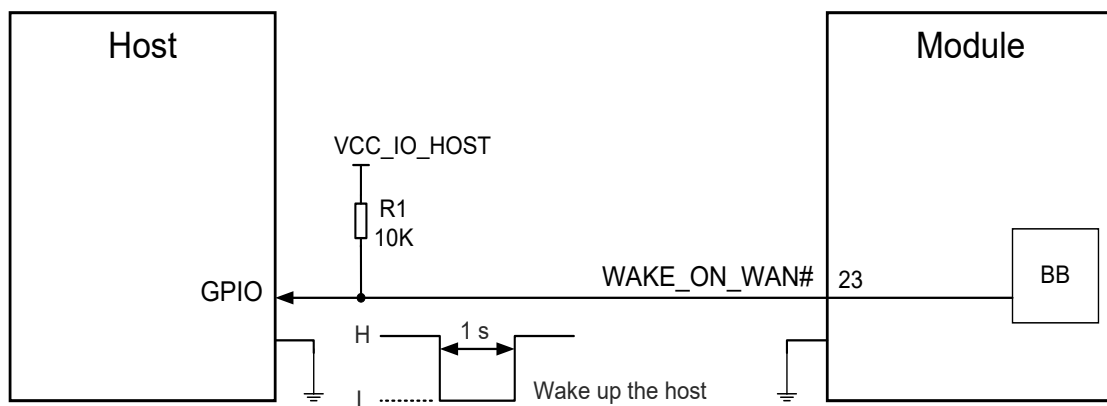 Host
Module
VCC_IO_HOST
R1
10K
GPIO
WAKE_ON_WAN#
23
BB
H
1 s
L
Wake up the host